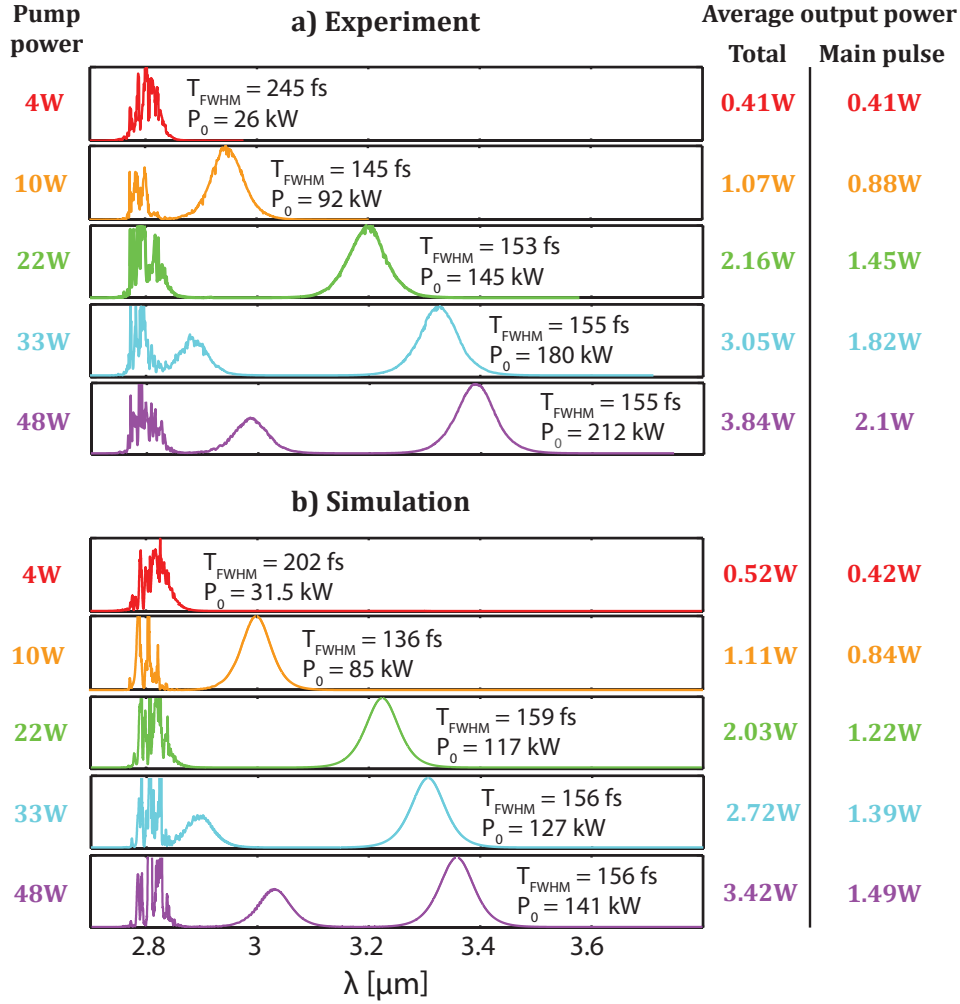 Pump power
a) Experiment
Average output power
Total
Main pulse
4W
T_FWHM = 245 fs
P_0 = 26 kW
0.41W
0.41W
10W
T_FWHM = 145 fs
P_0 = 92 kW
1.07W
0.88W
22W
T_FWHM = 153 fs
P_0 = 145 kW
2.16W
1.45W
33W
T_FWHM = 155 fs
P_0 = 180 kW
3.05W
1.82W
48W
T_FWHM = 155 fs
P_0 = 212 kW
3.84W
2.1W
b) Simulation
4W
T_FWHM = 202 fs
P_0 = 31.5 kW
0.52W
0.42W
10W
T_FWHM = 136 fs
P_0 = 85 kW
1.11W
0.84W
22W
T_FWHM = 159 fs
P_0 = 117 kW
2.03W
1.22W
33W
T_FWHM = 156 fs
P_0 = 127 kW
2.72W
1.39W
48W
T_FWHM = 156 fs
P_0 = 141 kW
3.42W
1.49W
2.8 3 3.2 3.4 3.6
λ [μm]